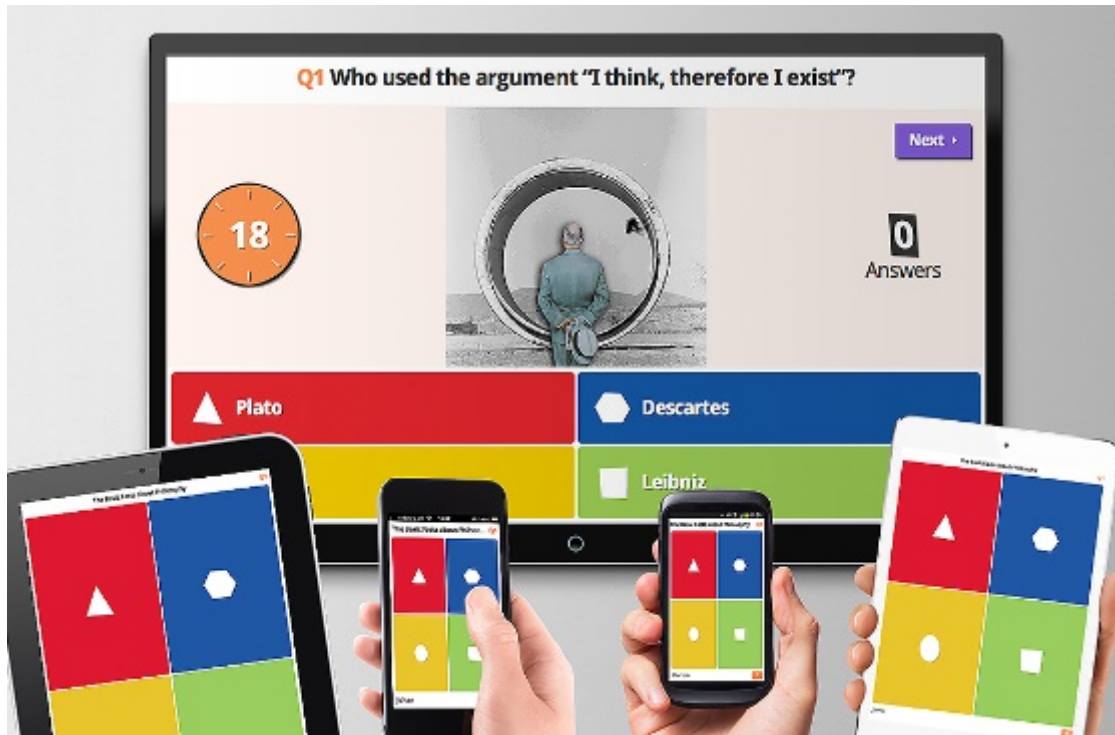 Q1 Who used the argument “I think, therefore I exist”?
Next
18
0
Answers
Plato
Descartes
Leibniz